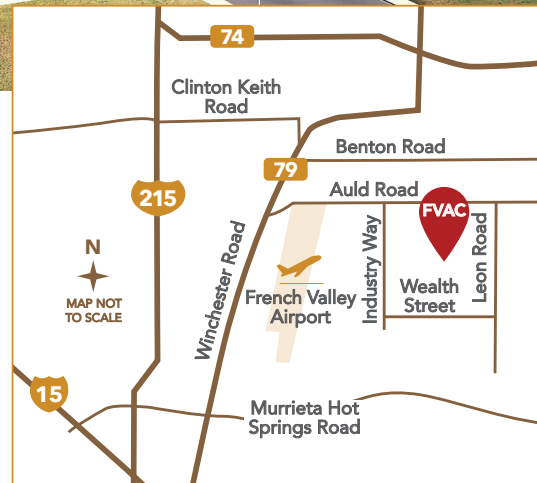 74
Clinton Keith
Road
Benton Road
79
Auld Road
215
FVAC
Winchester Road
Industry Way
Leon Road
N
MAP NOT
TO SCALE
French Valley
Airport
Wealth
Street
15
Murrieta Hot
Springs Road